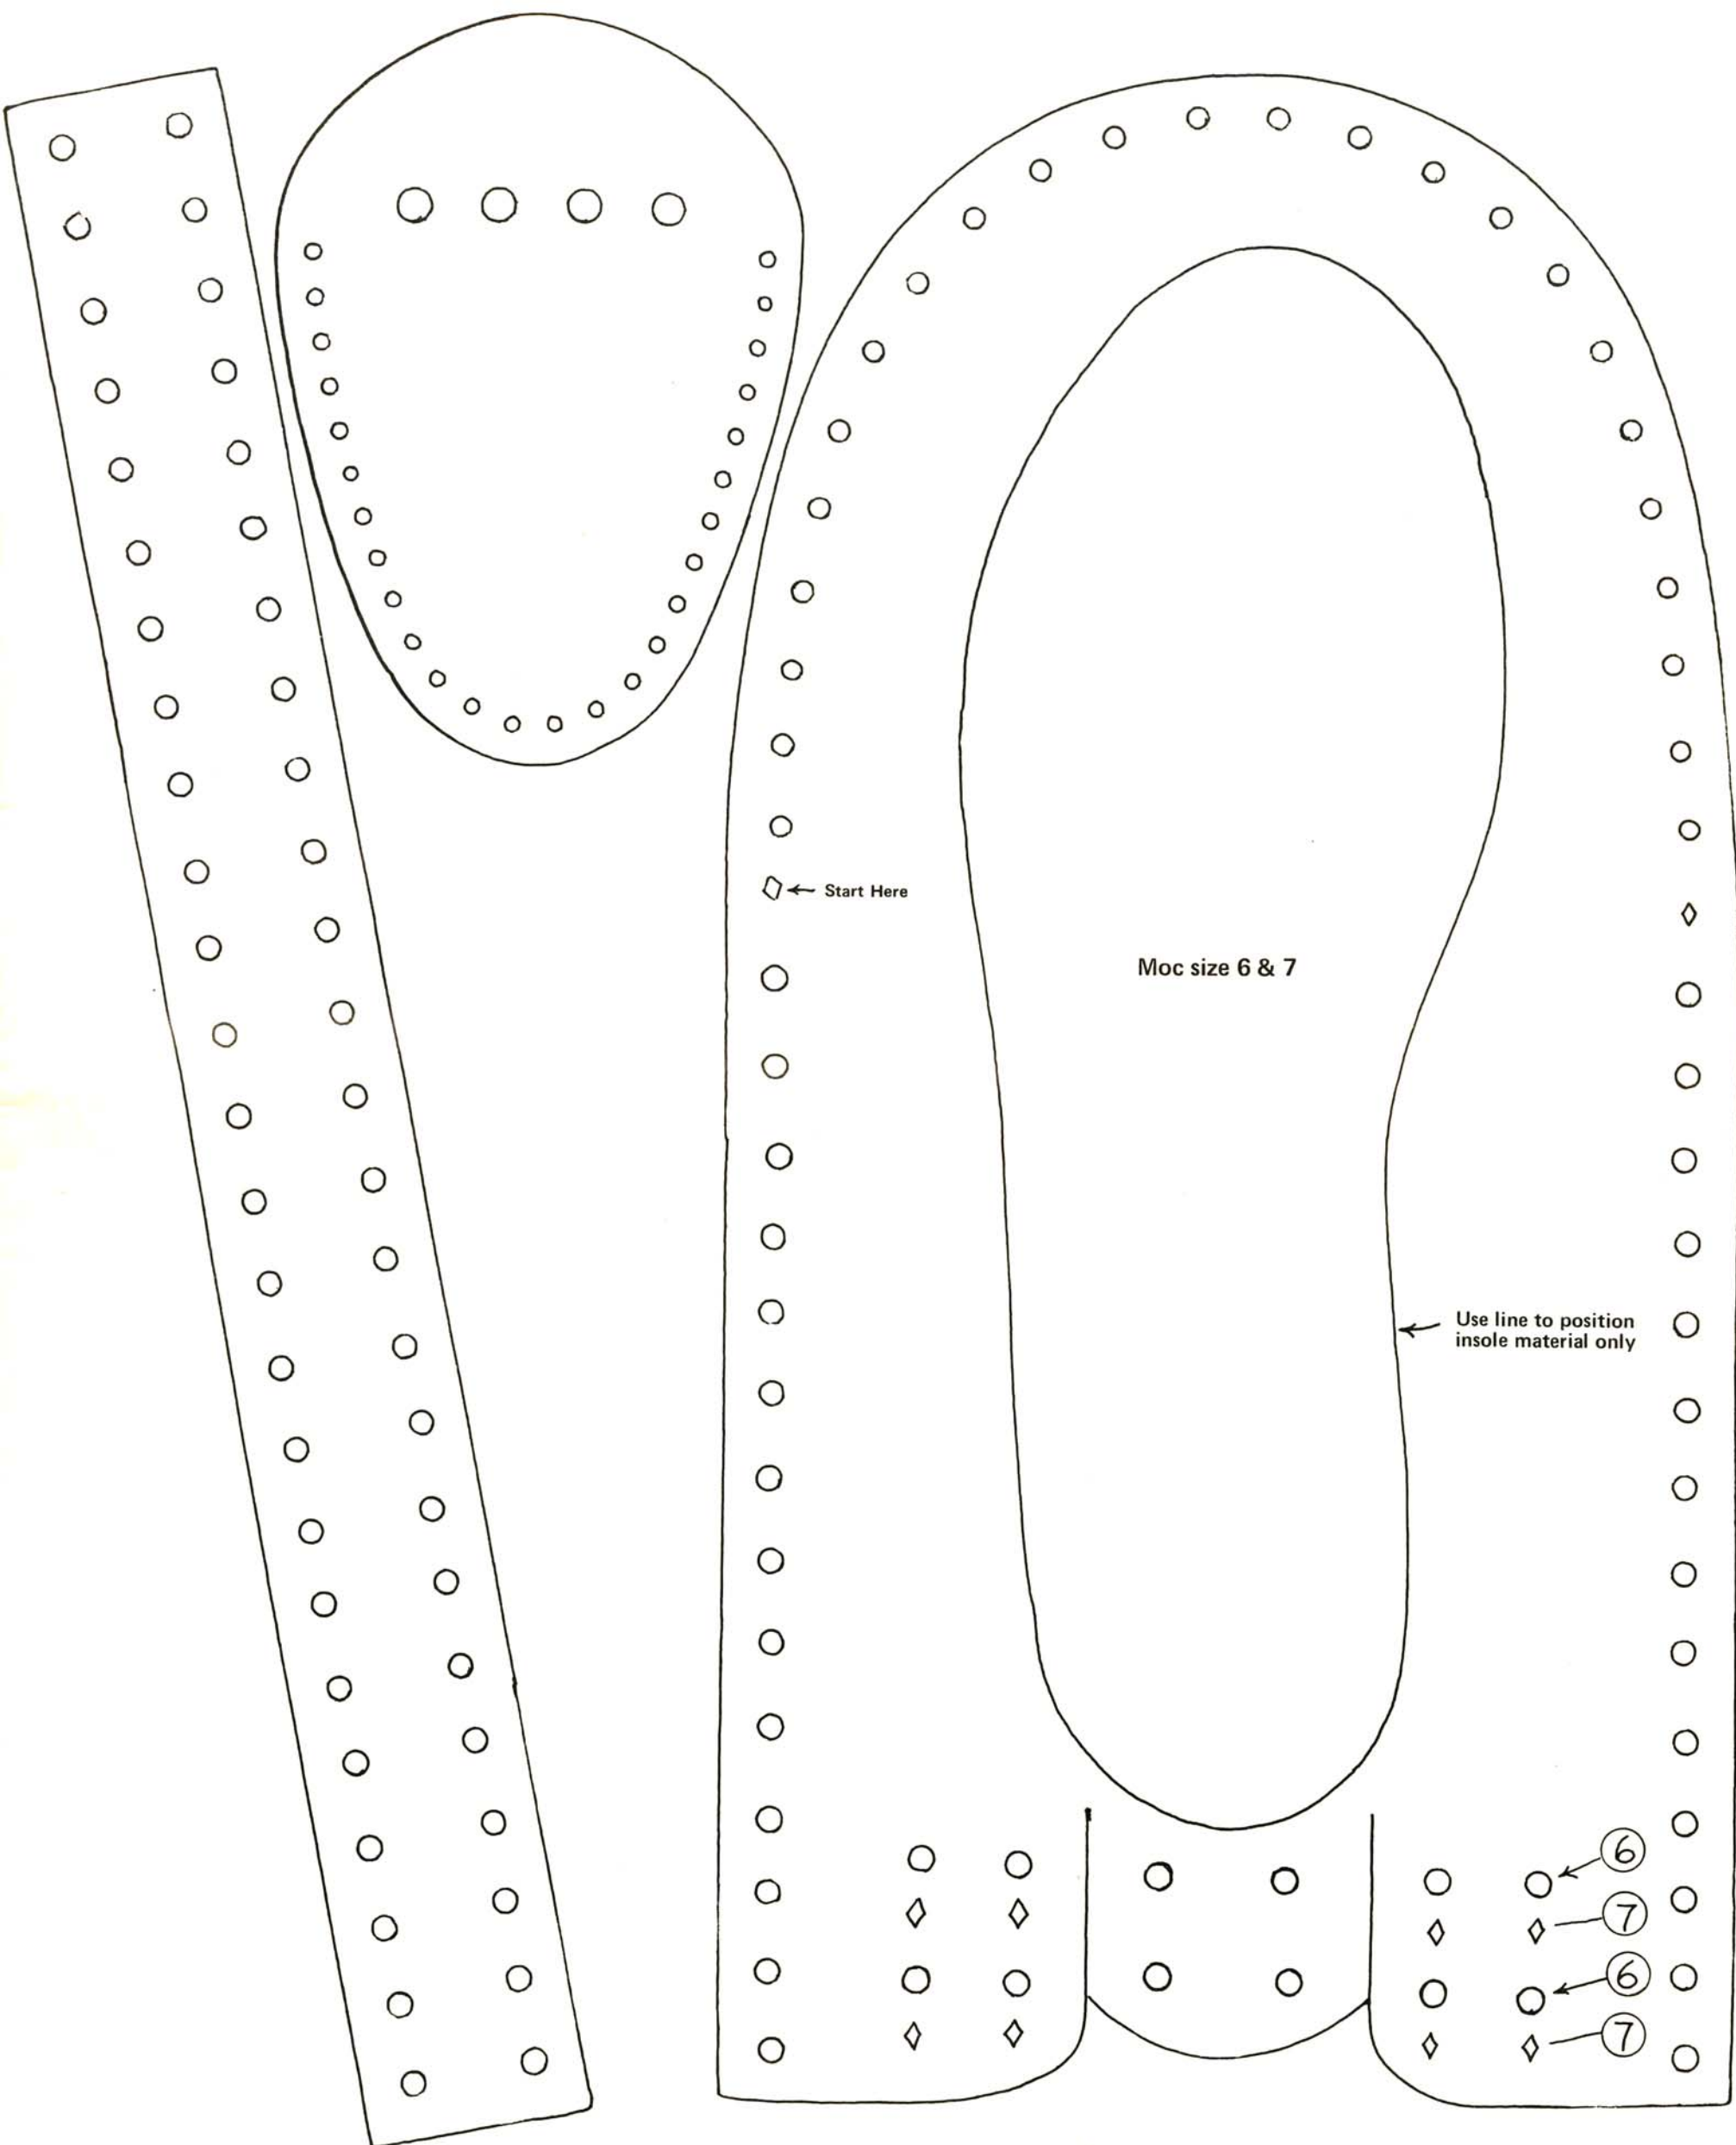 Start Here
Moc size 6 & 7
Use line to position
insole material only
6
7
6
7